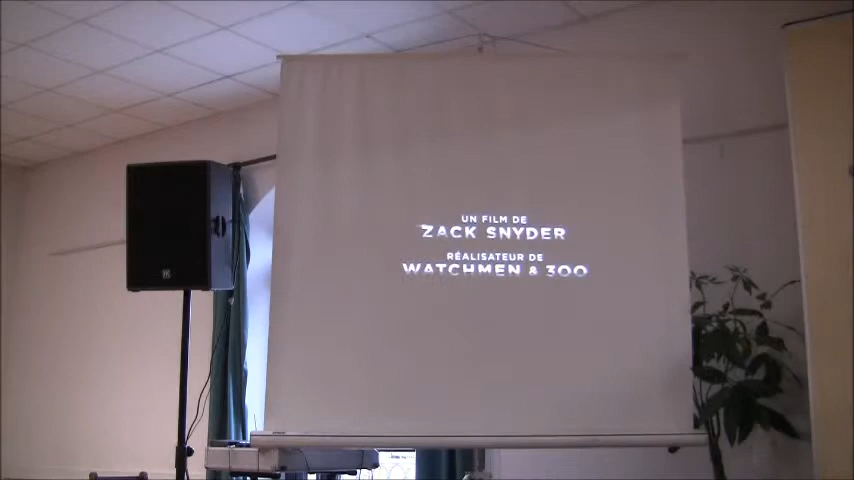 UN FILM DE
ZACK SNYDER
RÉALISATEUR DE
WATCHMEN & 300